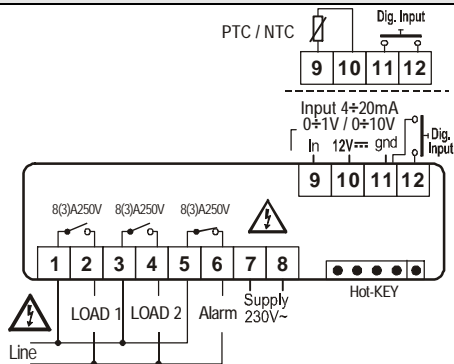 PTC / NTC
Dig. Input
9 10 11 12
Input 4÷20mA
0÷1V / 0÷10V
In 12V gnd
Dig.
Input
9 10 11 12
8(3)A250V 8(3)A250V 8(3)A250V
1 2 3 4 5 6 7 8
Hot-KEY
LOAD 1 LOAD 2 Alarm Supply
230V~
Line